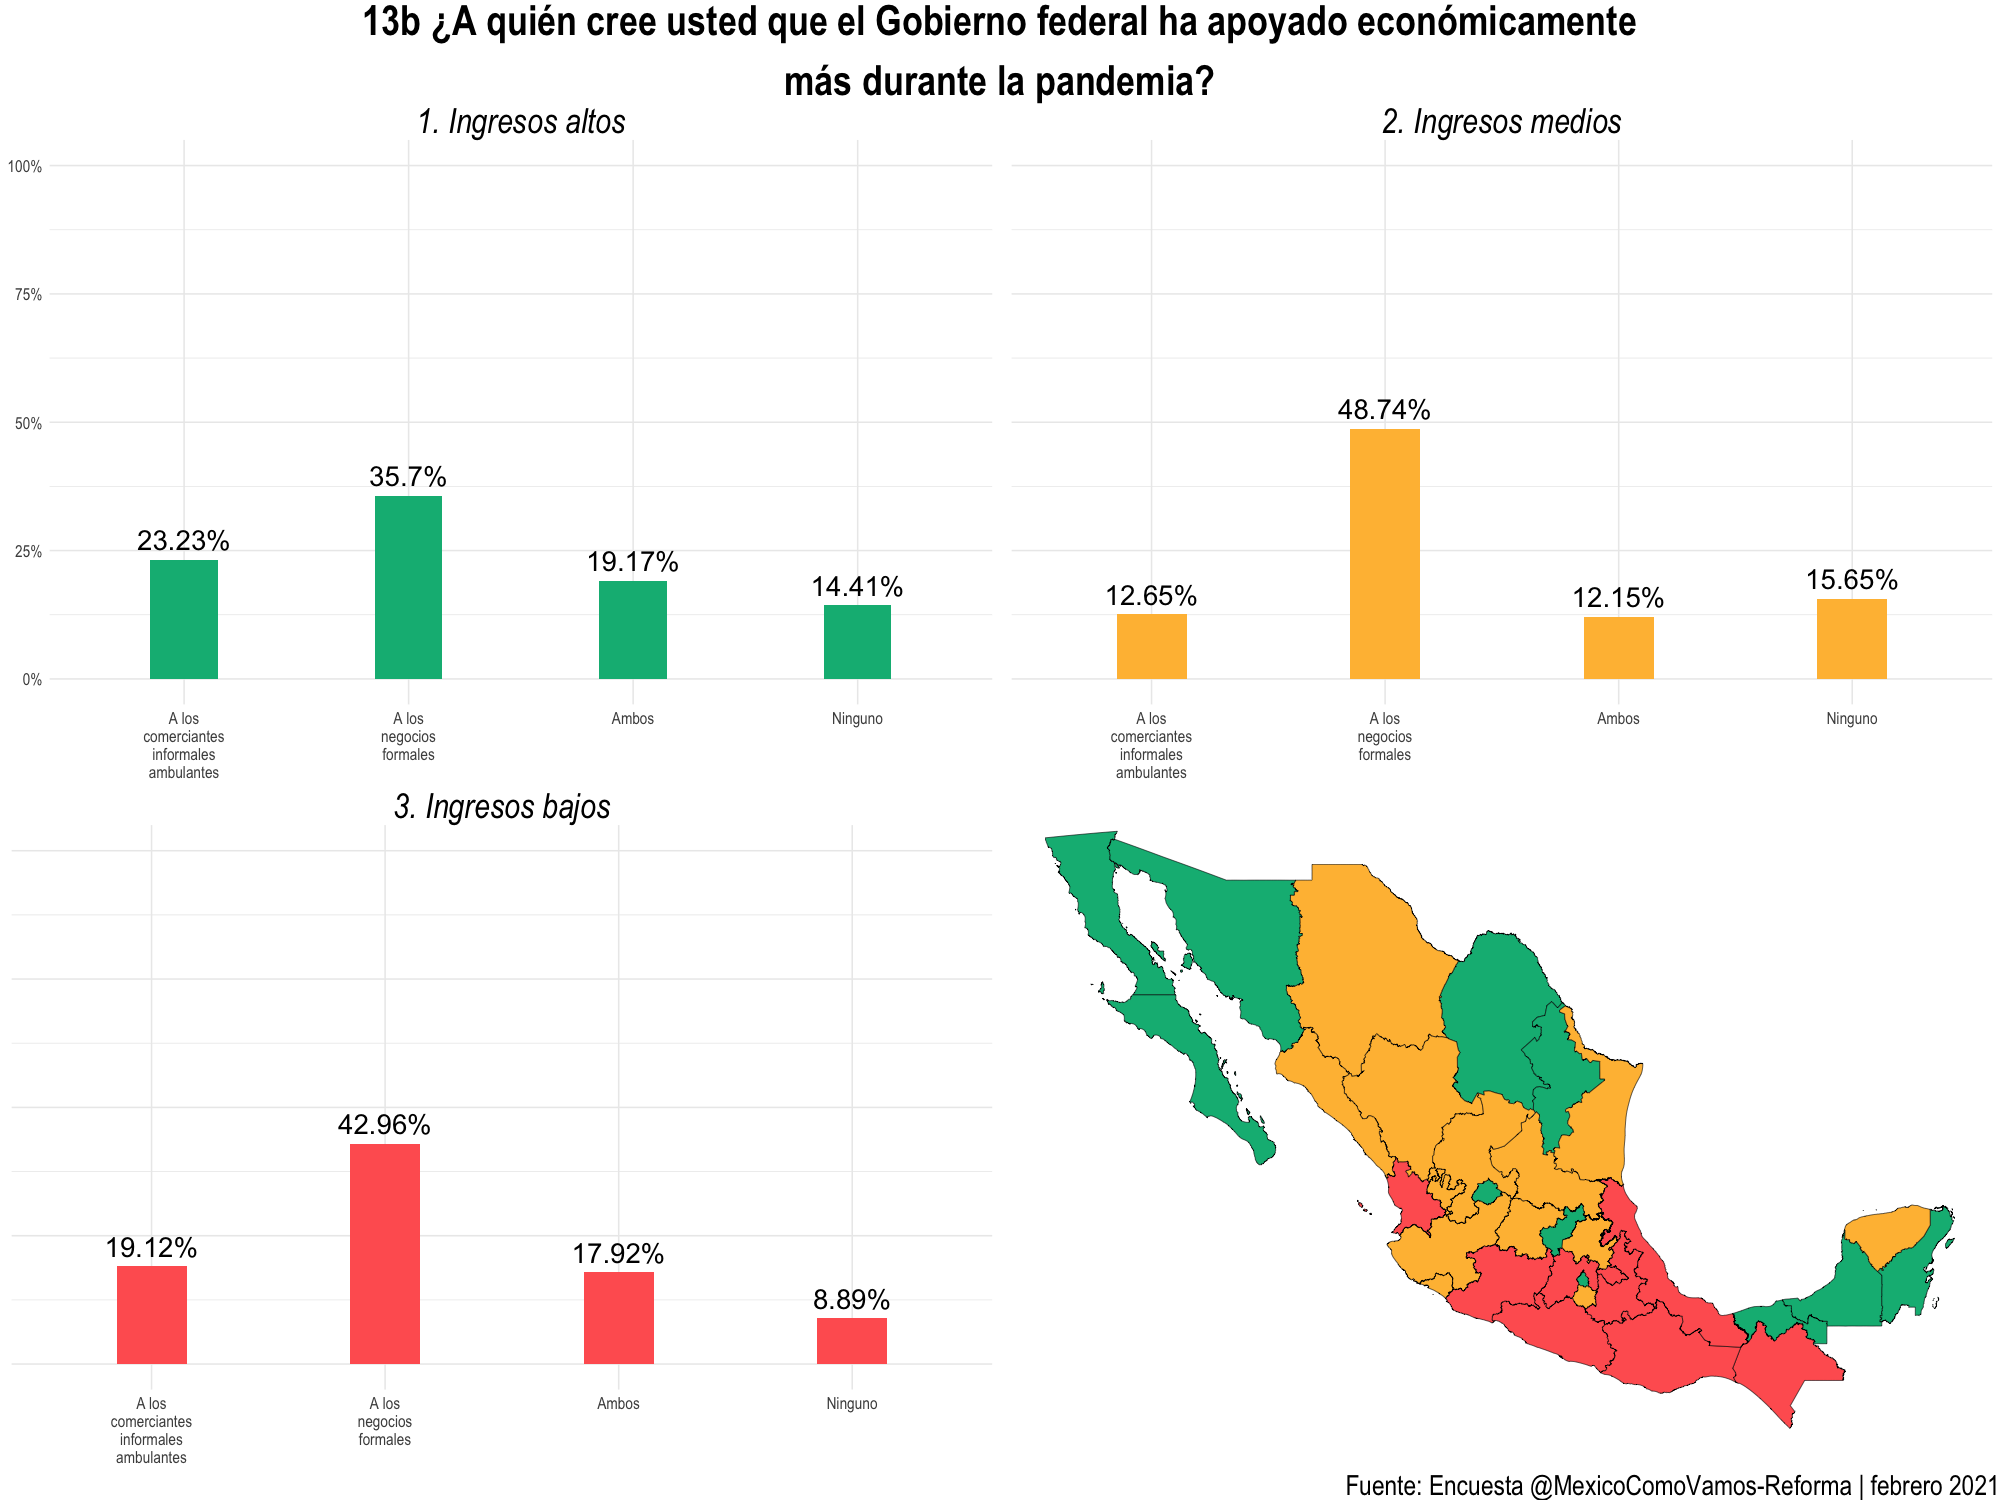 13b ¿A quién cree usted que el Gobierno federal ha apoyado económicamente
más durante la pandemia?
1. Ingresos altos
100%
75%
50%
25%
0%
23.23%
35.7%
19.17%
14.41%
A los
comerciantes
informales
ambulantes
A los
negocios
formales
Ambos
Ninguno
2. Ingresos medios
12.65%
48.74%
12.15%
15.65%
A los
comerciantes
informales
ambulantes
A los
negocios
formales
Ambos
Ninguno
3. Ingresos bajos
19.12%
42.96%
17.92%
8.89%
A los
comerciantes
informales
ambulantes
A los
negocios
formales
Ambos
Ninguno
Fuente: Encuesta @MexicoComoVamos-Reforma | febrero 2021